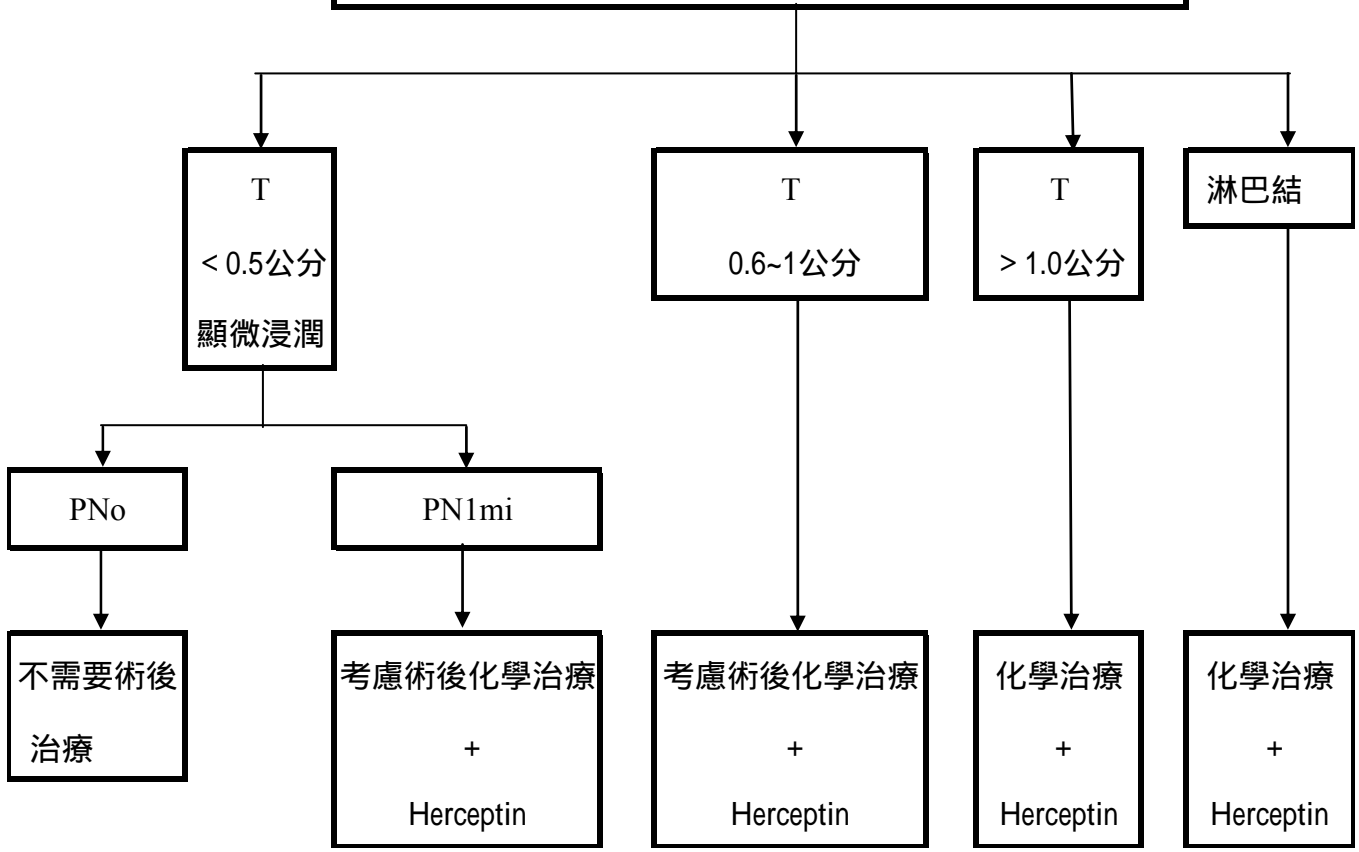 T
< 0.5公分
顯微浸潤
T
0.6~1公分
T
> 1.0公分
淋巴結
PNo
PN1mi
不需要術後
治療
考慮術後化學治療
+
Herceptin
考慮術後化學治療
+
Herceptin
化學治療
+
Herceptin
化學治療
+
Herceptin